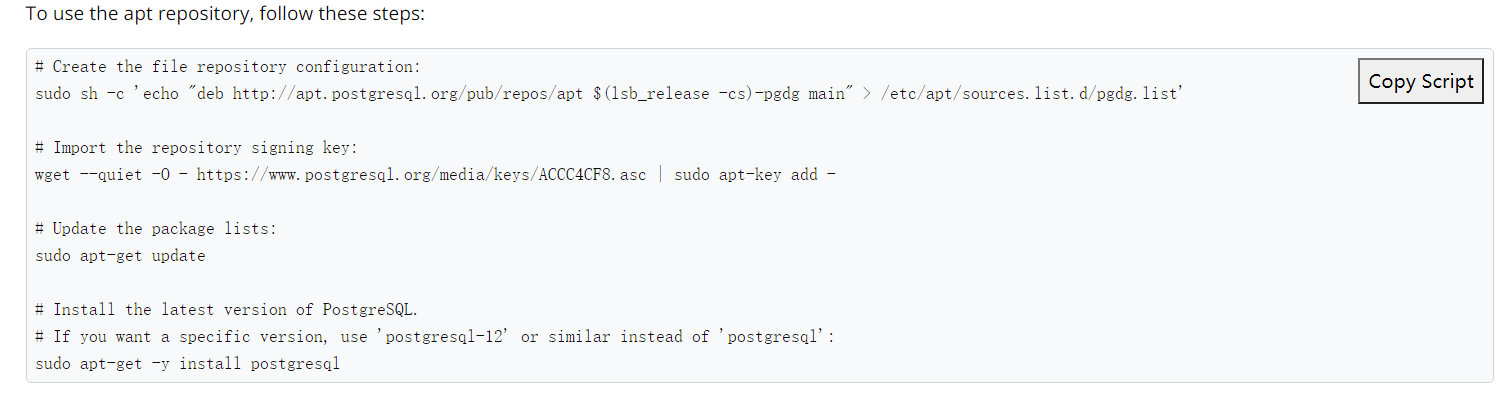 To use the apt repository, follow these steps:
# Create the file repository configuration:
sudo sh -c 'echo "deb http://apt.postgresql.org/pub/repos/apt $(lsb_release -cs)-pgdg main" > /etc/apt/sources.list.d/pgdg.list'
Copy Script
# Import the repository signing key:
wget --quiet -O - https://www.postgresql.org/media/keys/ACCC4CF8.asc | sudo apt-key add -
# Update the package lists:
sudo apt-get update
# Install the latest version of PostgreSQL.
# If you want a specific version, use 'postgresql-12' or similar instead of 'postgresql':
sudo apt-get -y install postgresql